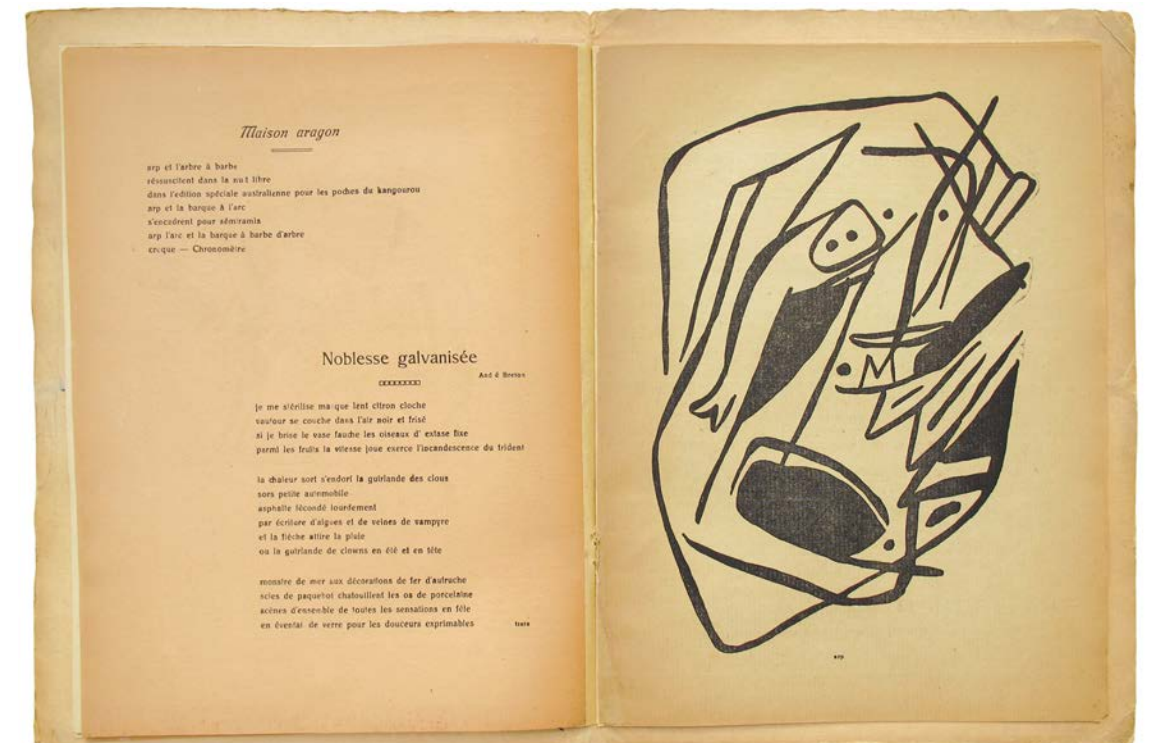 Maison aragon
arp et l'arbre à barbe
réssuscitent dans la nuit libre
dans l'edition spéciale australienne pour les poches du kangourou
arp et la barque à l'arc
s'encadrent pour sémiramis
arp l'arc et la barque à barbe d'arbre
craque — Chronomètre
Noblesse galvanisée
And é Breton
je me stérilise masque lent citron cloche
vautour se couche dans l'air noir et frisé
si je brise le vase fauche les oiseaux d' extase fixe
parmi les fruits la vitesse joue exerce l'incandescence du trident
la chaleur sort s'endort la guirlande des clous
sors petite automobile
asphalte fécondé lourdement
par écriture d'algues et de veines de vampyre
et la flèche attire la pluie
ou la guirlande de clowns en été et en tête
monstre de mer aux décorations de fer d'autruche
scies de paquebot chatouillent les os de porcelaine
scènes d'ensemble de toutes les sensations en fête
en éventail de verre pour les douceurs exprimables
tzara
M
arp